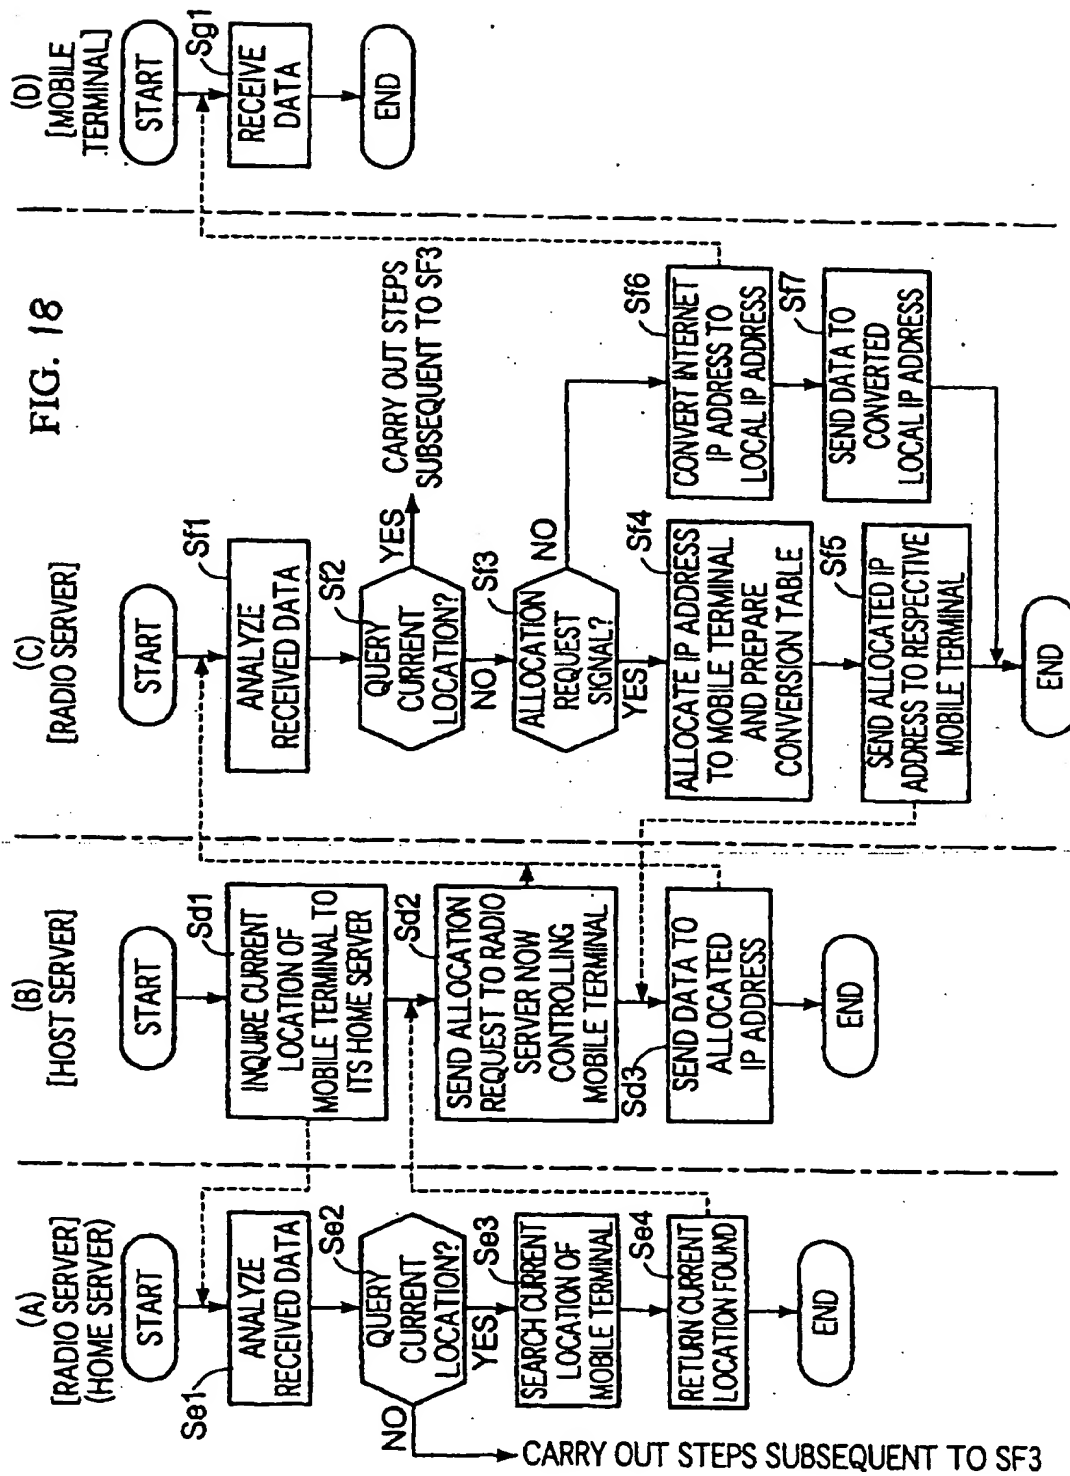 FIG. 18
(A)
[RADIO SERVER]
(HOME SERVER)
START
Se1
ANALYZE
RECEIVED DATA
Se2
QUERY
CURRENT
LOCATION?
NO
CARRY OUT STEPS SUBSEQUENT TO SF3
YES
Se3
SEARCH CURRENT
LOCATION OF
MOBILE TERMINAL
Se4
RETURN CURRENT
LOCATION FOUND
END
(B)
[HOST SERVER]
START
Sd1
INQUIRE CURRENT
LOCATION OF
MOBILE TERMINAL TO
ITS HOME SERVER
Sd2
SEND ALLOCATION
REQUEST TO RADIO
SERVER NOW
CONTROLLING
MOBILE TERMINAL
Sd3
SEND DATA TO
ALLOCATED
IP ADDRESS
END
(C)
[RADIO SERVER]
START
Sf1
ANALYZE
RECEIVED DATA
Sf2
QUERY
CURRENT
LOCATION?
YES
CARRY OUT STEPS
SUBSEQUENT TO SF3
NO
Sf3
ALLOCATION
REQUEST
SIGNAL?
NO
YES
Sf4
ALLOCATE IP ADDRESS
TO MOBILE TERMINAL
AND PREPARE
CONVERSION TABLE
Sf5
SEND ALLOCATED IP
ADDRESS TO RESPECTIVE
MOBILE TERMINAL
Sf6
CONVERT INTERNET
IP ADDRESS TO
LOCAL IP ADDRESS
Sf7
SEND DATA TO
CONVERTED
LOCAL IP ADDRESS
END
(D)
[MOBILE
TERMINAL]
START
Sg1
RECEIVE
DATA
END